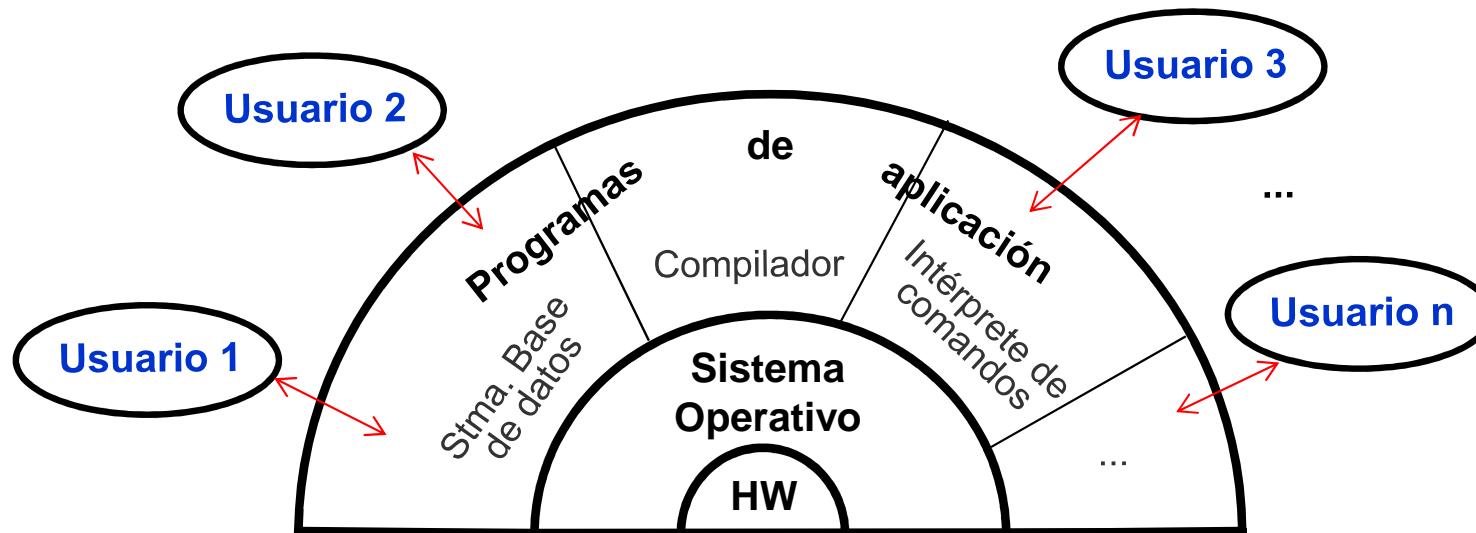 Usuario 1
Usuario 2
Usuario 3
...
Usuario n
Programas de aplicación
Stma. Base
de datos
Compilador
Intérprete de
comandos
...
Sistema
Operativo
HW